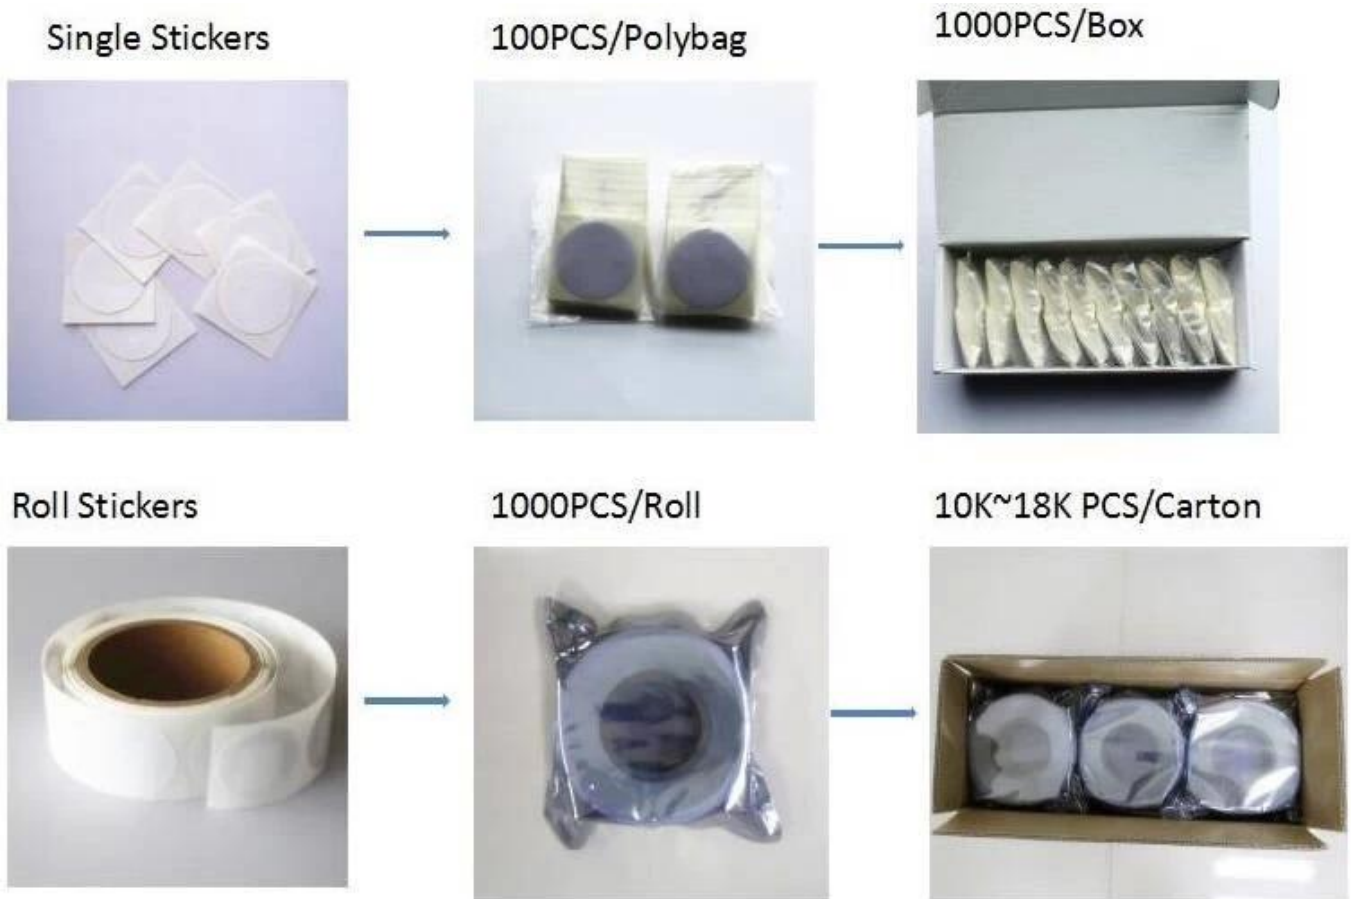 Single Stickers
100PCS/Polybag
1000PCS/Box
Roll Stickers
1000PCS/Roll
10K~18K PCS/Carton